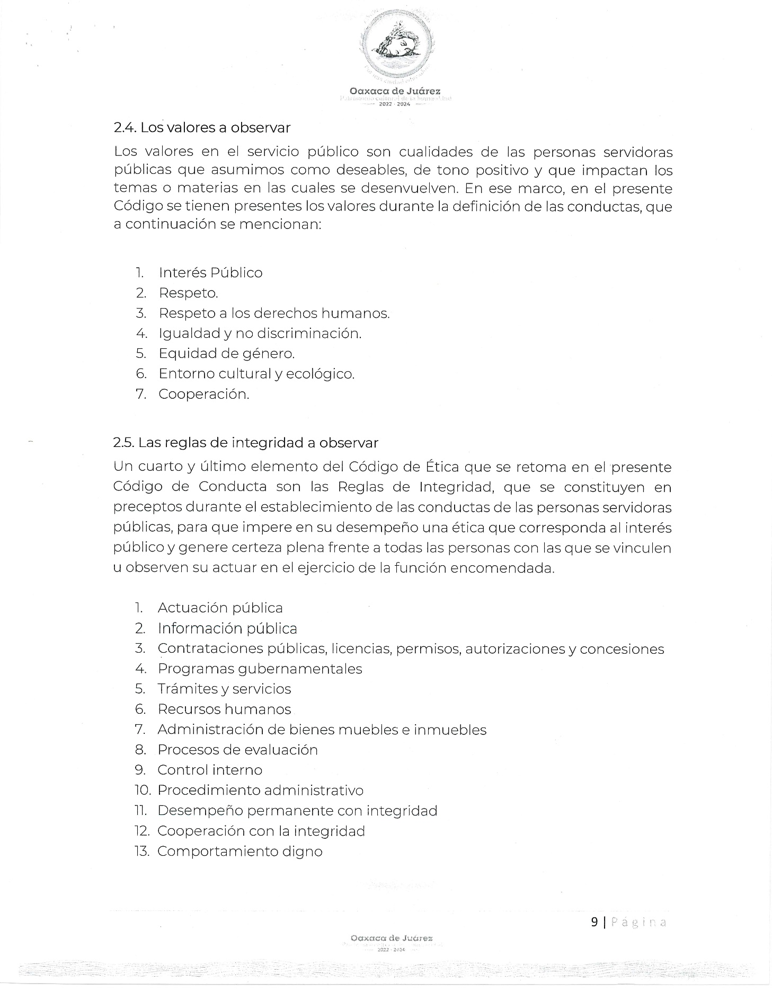 Oaxaca de Juárez
Patrimonio cultural de la humanidad
2022 - 2024
2.4. Los valores a observar
Los valores en el servicio público son cualidades de las personas servidoras
públicas que asumimos como deseables, de tono positivo y que impactan los
temas o materias en las cuales se desenvuelven. En ese marco, en el presente
Código se tienen presentes los valores durante la definición de las conductas, que
a continuación se mencionan:
1. Interés Público
2. Respeto.
3. Respeto a los derechos humanos.
4. Igualdad y no discriminación.
5. Equidad de género.
6. Entorno cultural y ecológico.
7. Cooperación.
2.5. Las reglas de integridad a observar
Un cuarto y último elemento del Código de Ética que se retoma en el presente
Código de Conducta son las Reglas de Integridad, que se constituyen en
preceptos durante el establecimiento de las conductas de las personas servidoras
públicas, para que impere en su desempeño una ética que corresponda al interés
público y genere certeza plena frente a todas las personas con las que se vinculen
u observen su actuar en el ejercicio de la función encomendada.
1. Actuación pública
2. Información pública
3. Contrataciones públicas, licencias, permisos, autorizaciones y concesiones
4. Programas gubernamentales
5. Trámites y servicios
6. Recursos humanos
7. Administración de bienes muebles e inmuebles
8. Procesos de evaluación
9. Control interno
10. Procedimiento administrativo
11. Desempeño permanente con integridad
12. Cooperación con la integridad
13. Comportamiento digno
9 | Página
Oaxaca de Juárez
2022 - 2024